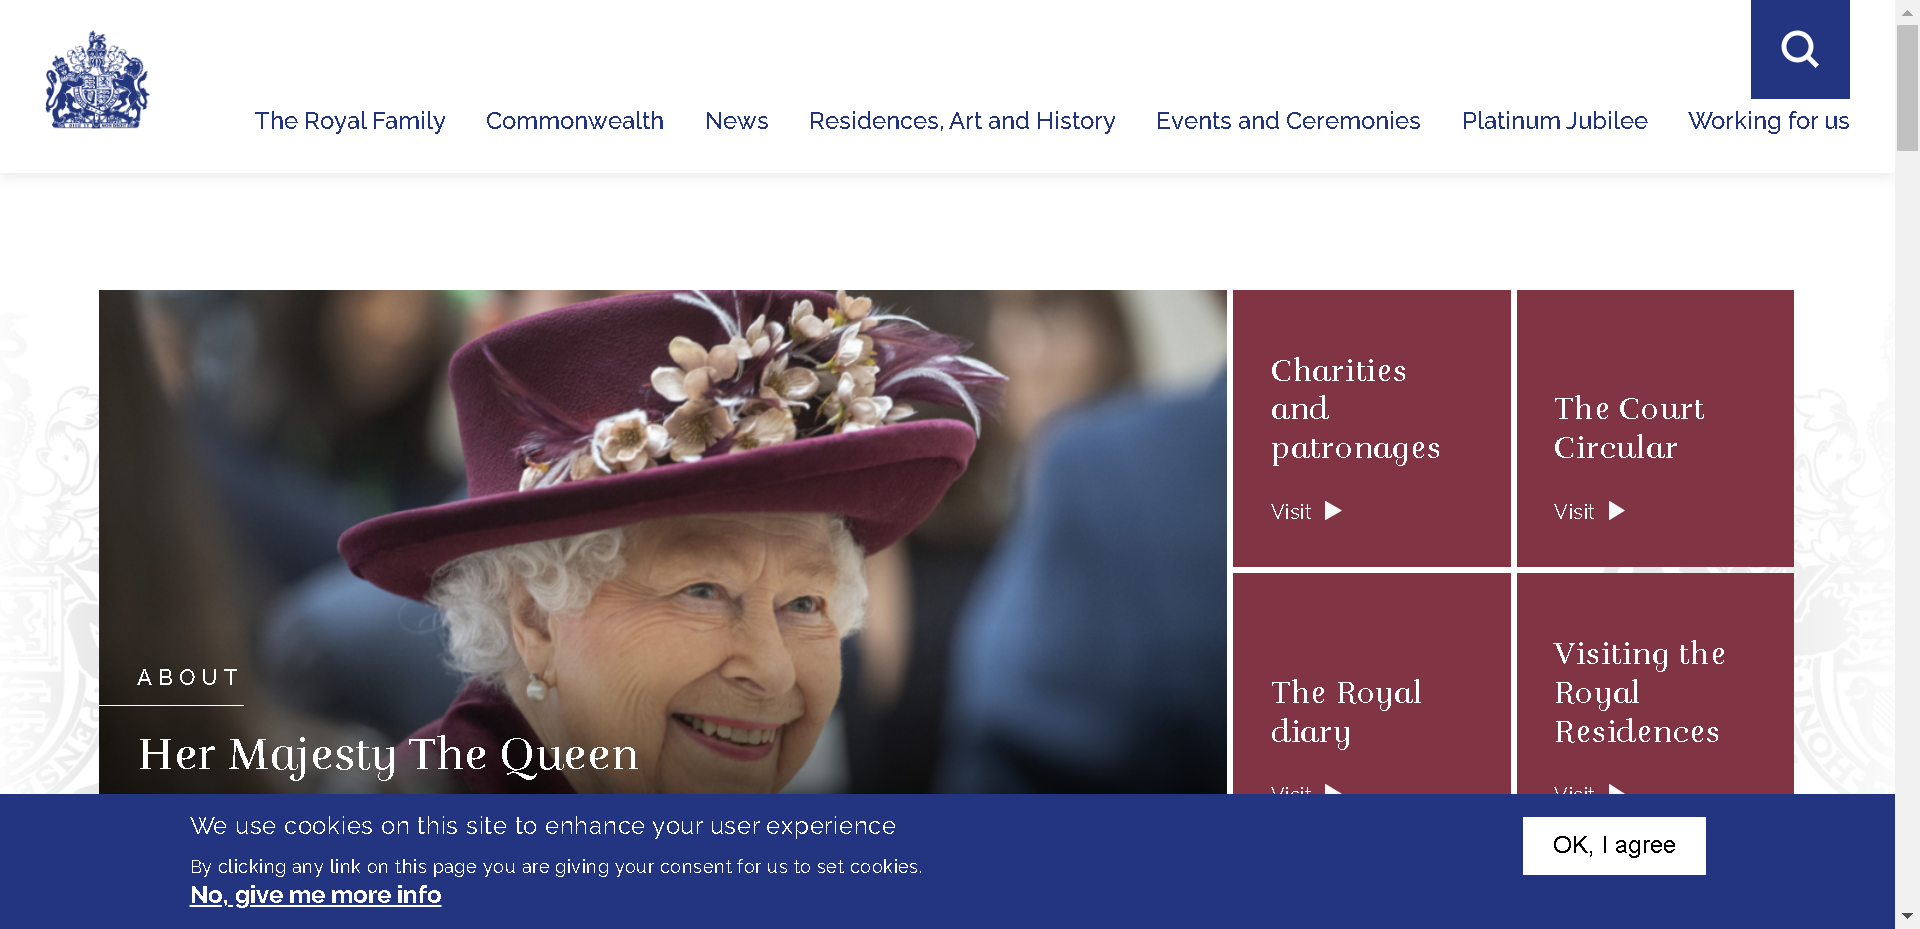 The Royal Family
Commonwealth
News
Residences, Art and History
Events and Ceremonies
Platinum Jubilee
Working for us
ABOUT
Her Majesty The Queen
Charities
and
patronages
Visit
The Court
Circular
Visit
The Royal
diary
Visit
Visiting the
Royal
Residences
Visit
We use cookies on this site to enhance your user experience
By clicking any link on this page you are giving your consent for us to set cookies.
No, give me more info
OK, I agree